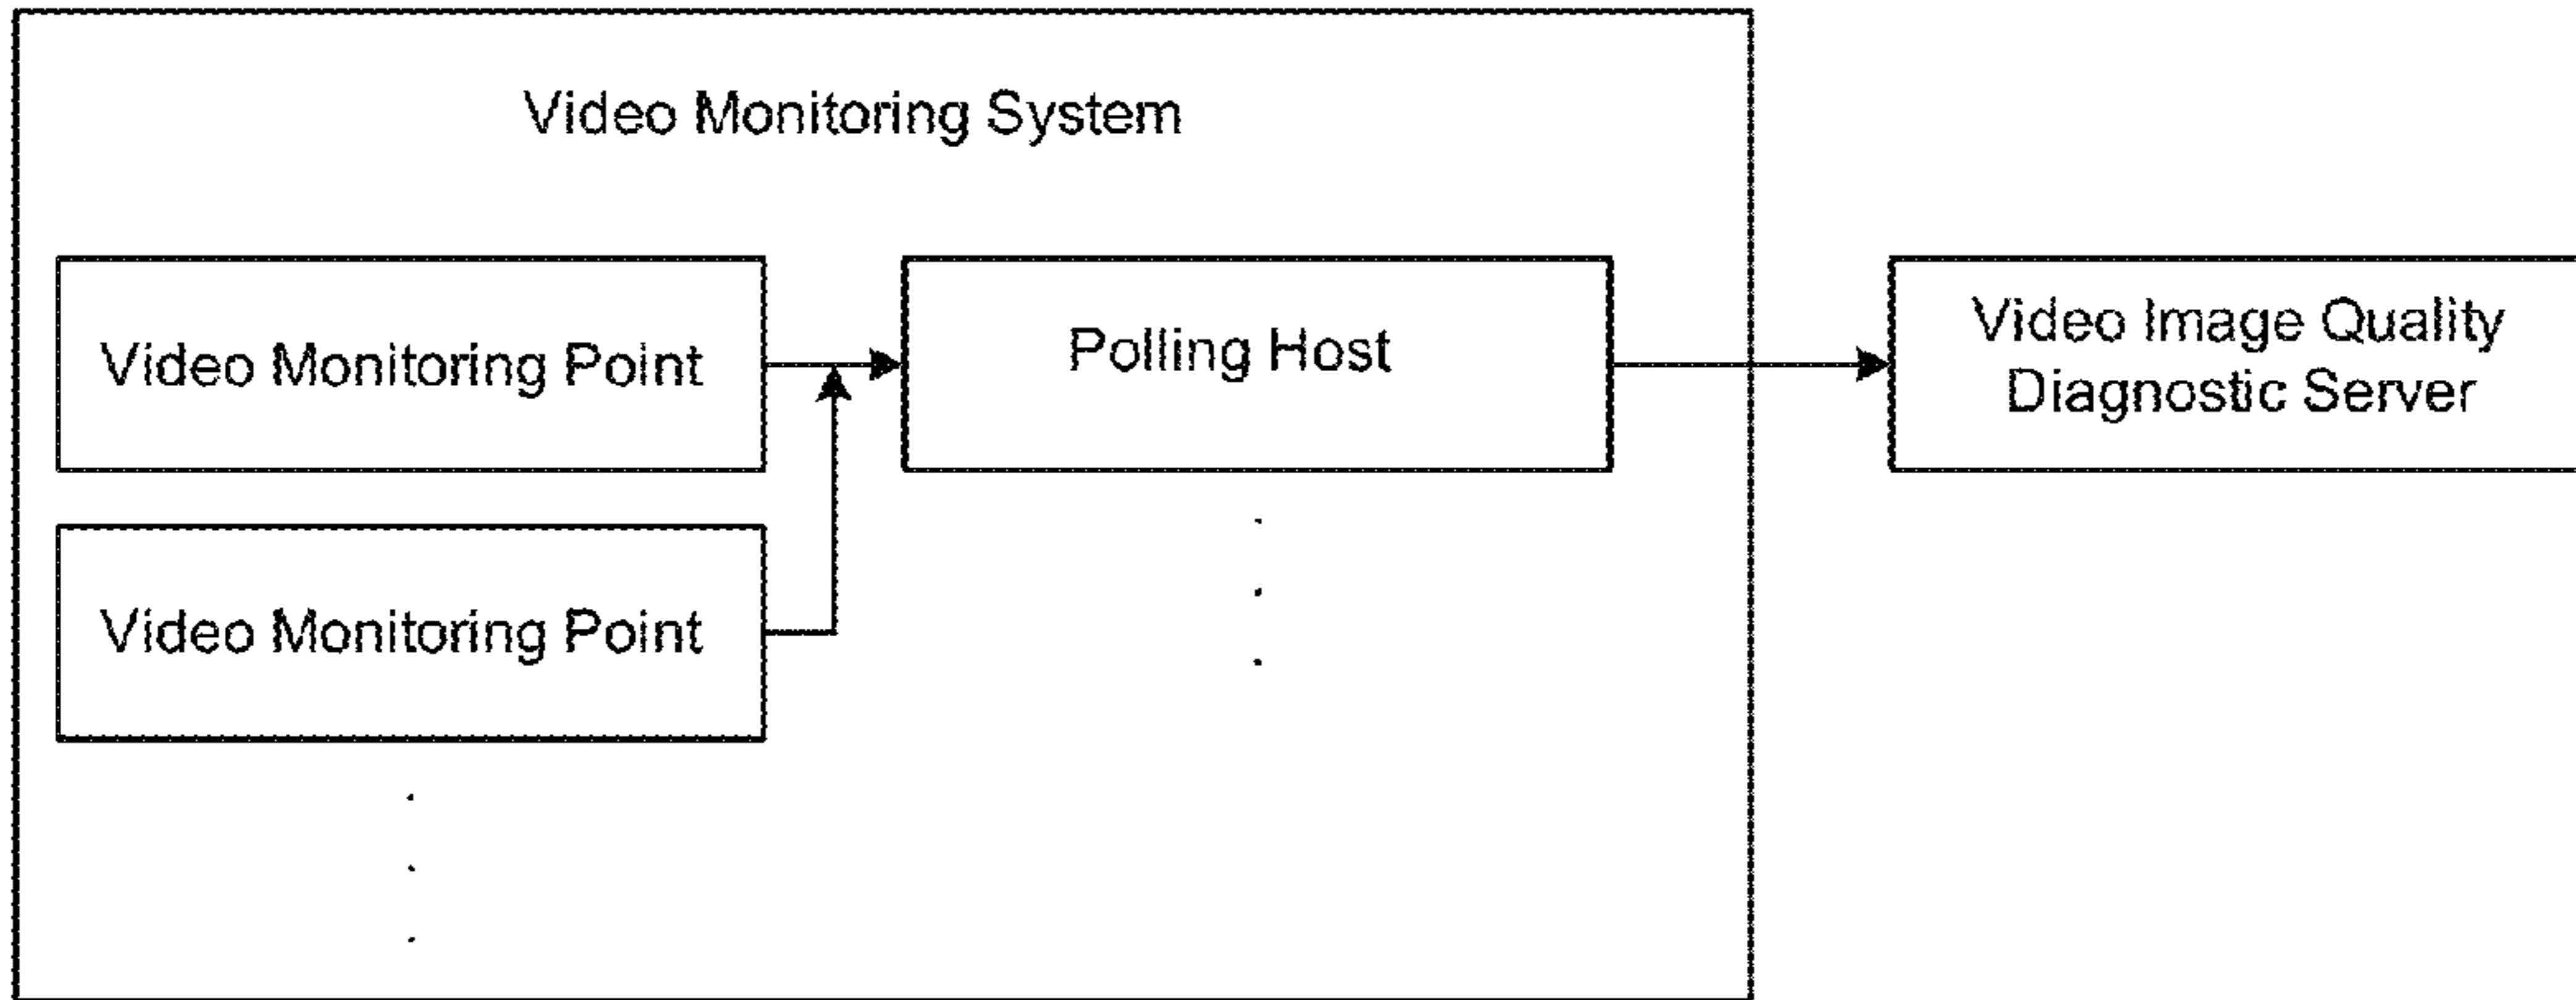 Video Monitoring System
Video Monitoring Point
Polling Host
Video Image Quality
Diagnostic Server
Video Monitoring Point